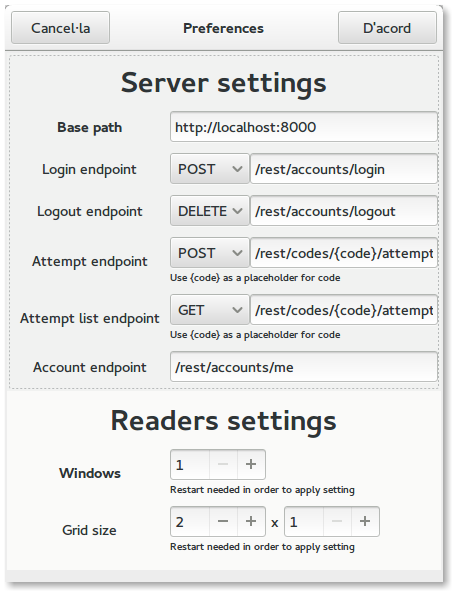 Cancel·la Preferences D'acord
Server settings
Base path http://localhost:8000
Login endpoint POST /rest/accounts/login
Logout endpoint DELETE /rest/accounts/logout
Attempt endpoint POST /rest/codes/{code}/attempt
Use {code} as a placeholder for code
Attempt list endpoint GET /rest/codes/{code}/attempt
Use {code} as a placeholder for code
Account endpoint /rest/accounts/me
Readers settings
Windows 1 − +
Restart needed in order to apply setting
Grid size 2 − + x 1 − +
Restart needed in order to apply setting